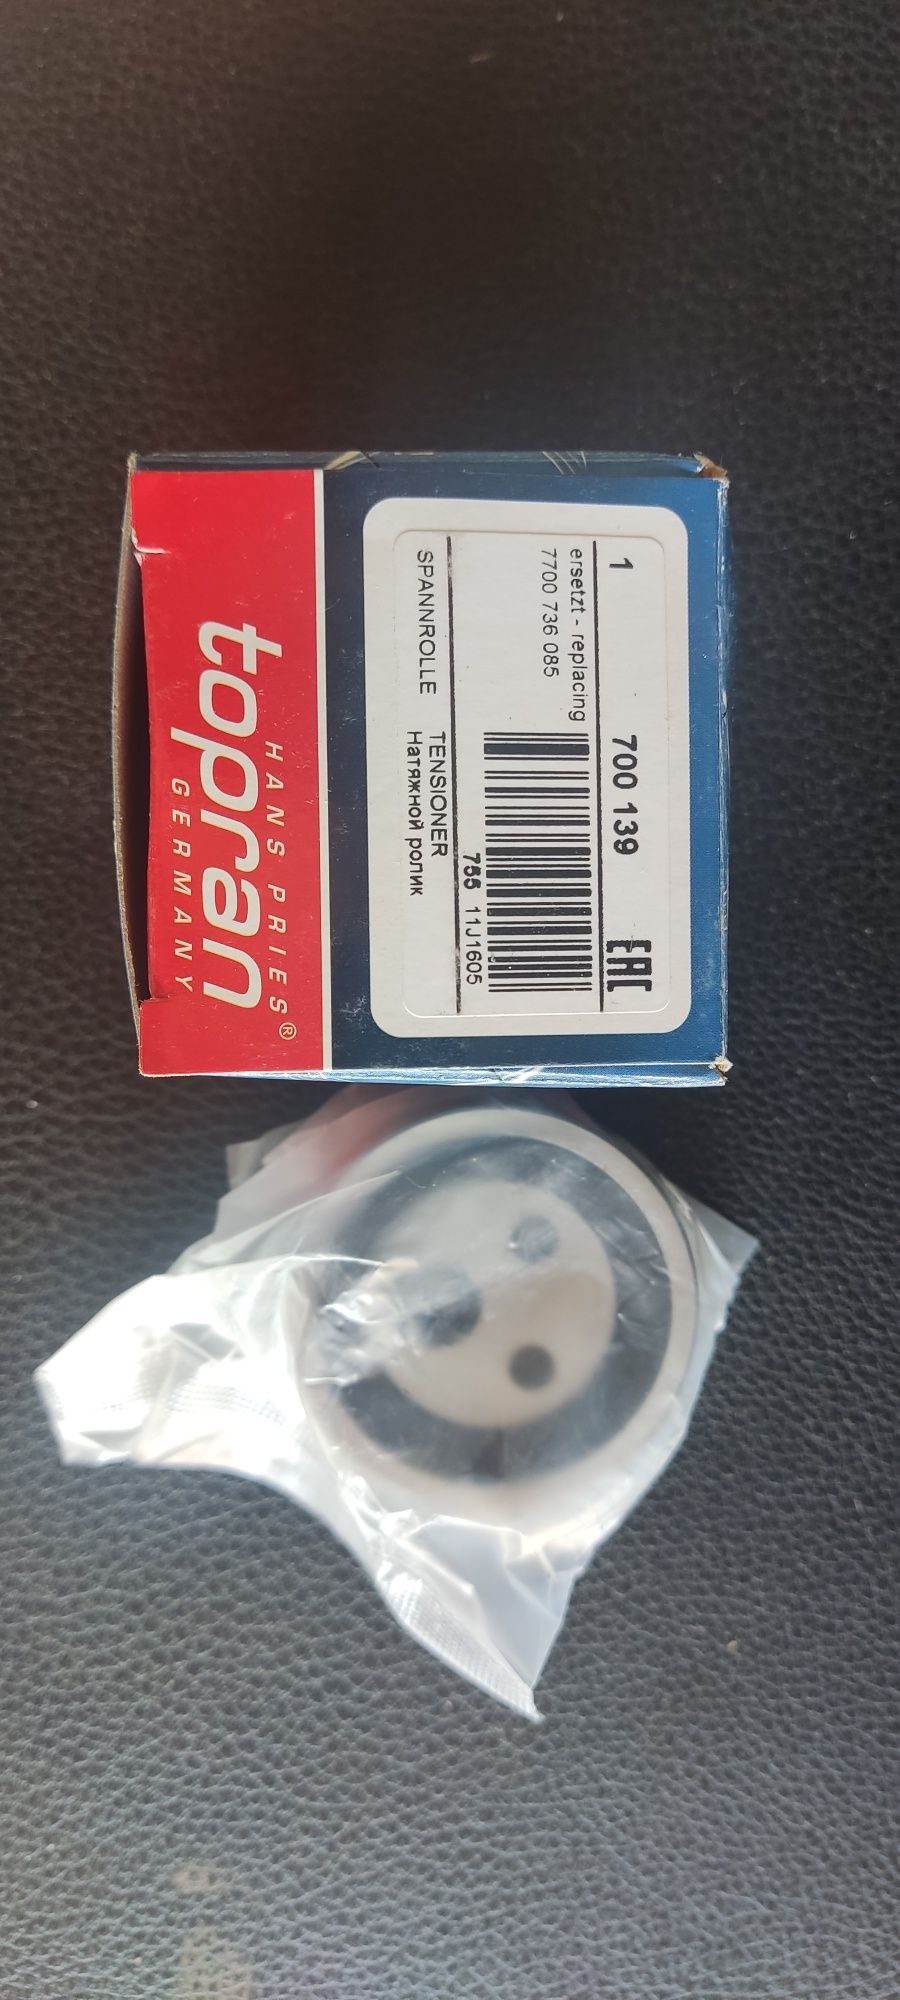 1 700 139 EAC
ersetzt - replacing
7700 736 085
755 11J1605
SPANNROLLE TENSIONER
Натяжной ролик
HANS PRIES®
topran
GERMANY